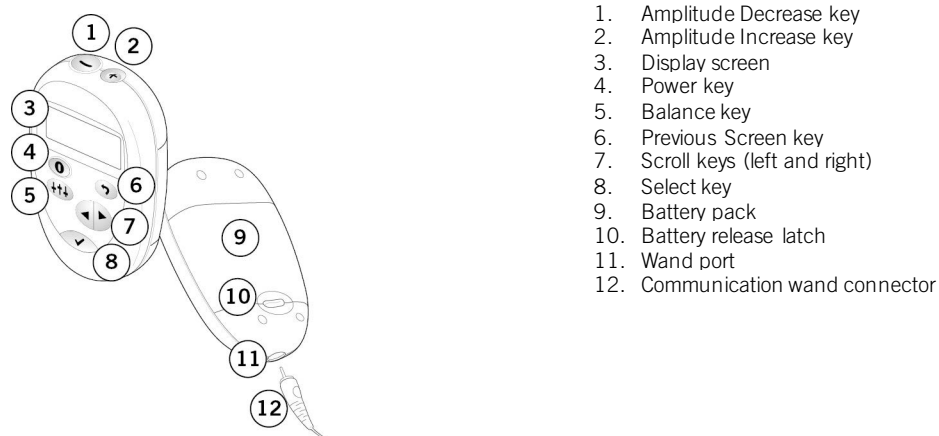 1
2
3
4
5
6
7
8
9
10
11
12
1. Amplitude Decrease key
2. Amplitude Increase key
3. Display screen
4. Power key
5. Balance key
6. Previous Screen key
7. Scroll keys (left and right)
8. Select key
9. Battery pack
10. Battery release latch
11. Wand port
12. Communication wand connector